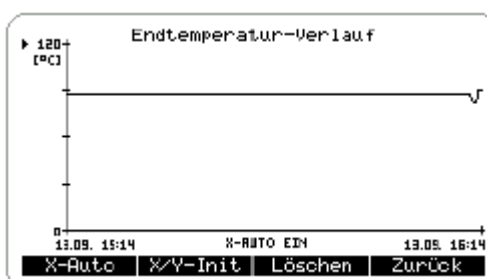 Endtemperatur-Verlauf
120
[°C]
0
13.09. 15:14 X-AUTO EIN 13.09. 16:14
X-Auto X/Y-Init Löschen Zurück